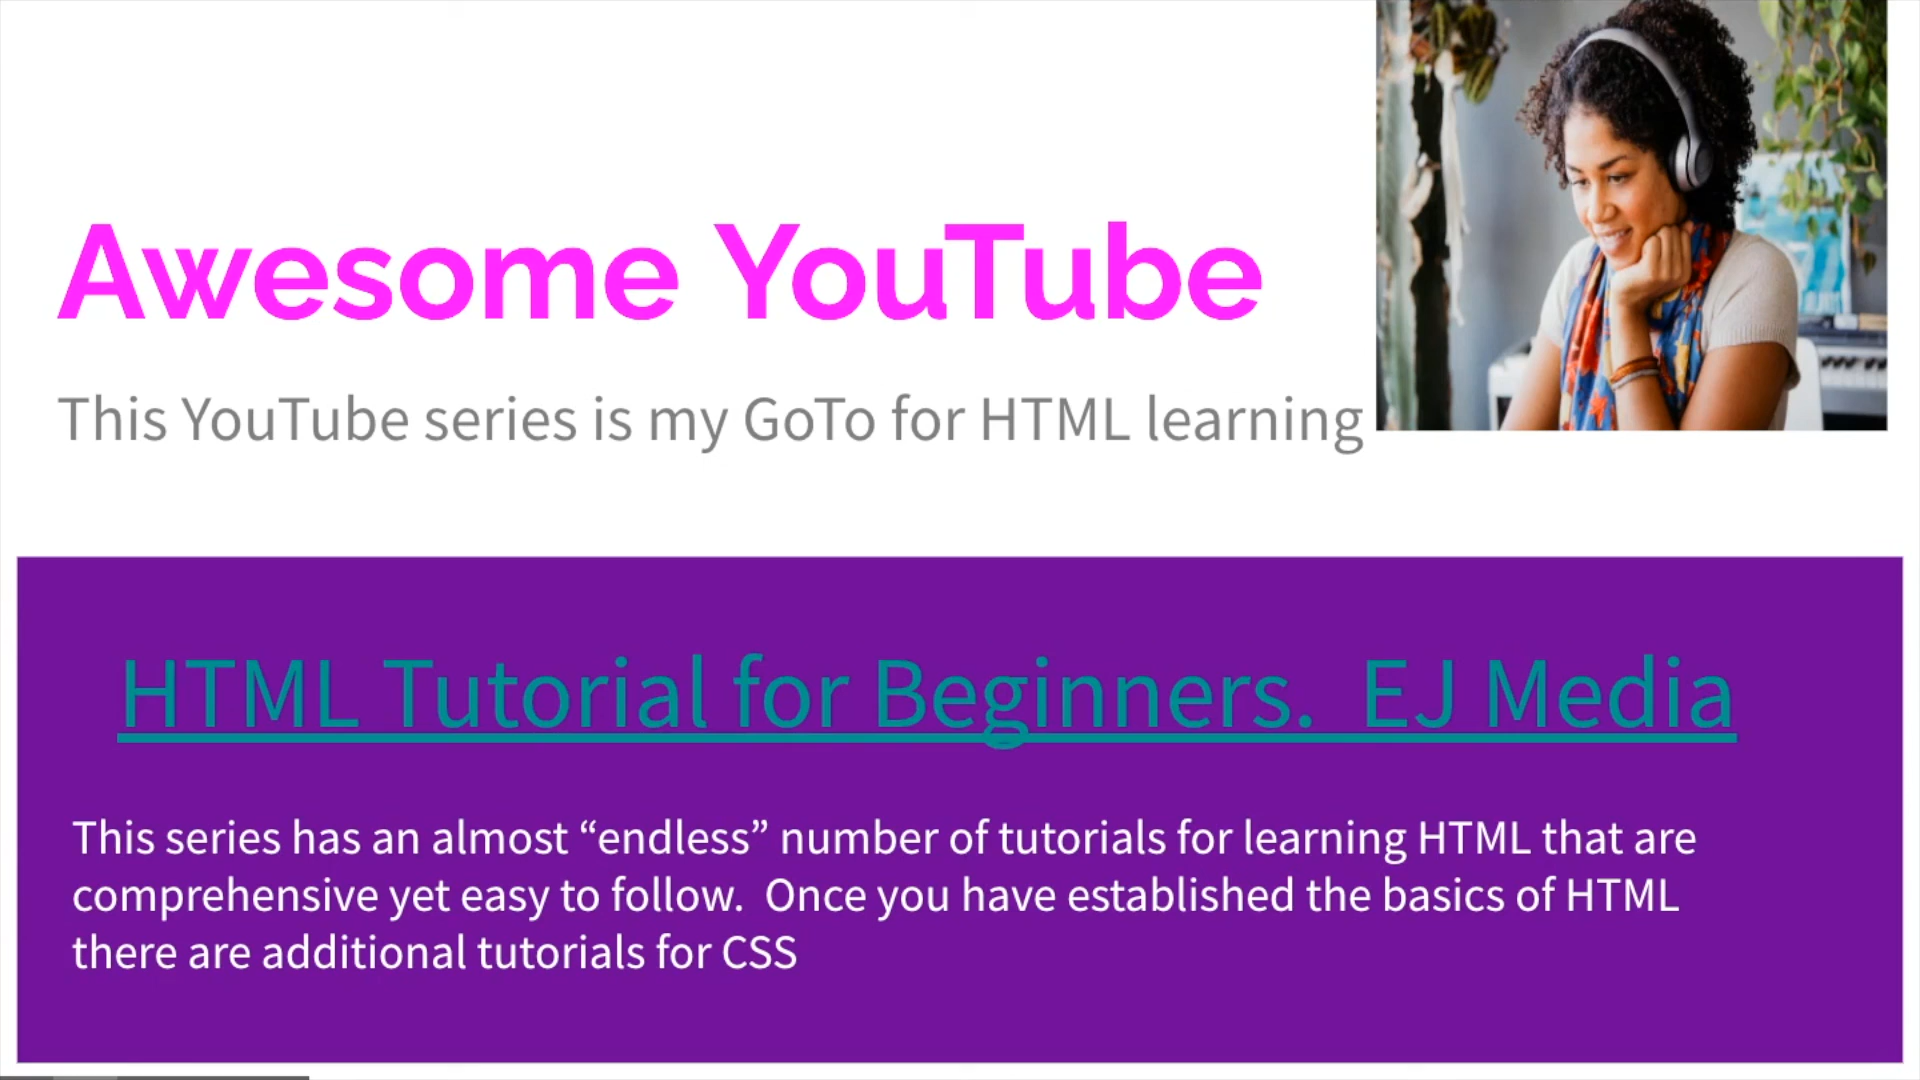 Awesome YouTube
This YouTube series is my GoTo for HTML learning
HTML Tutorial for Beginners.  EJ Media
This series has an almost “endless” number of tutorials for learning HTML that are
comprehensive yet easy to follow.  Once you have established the basics of HTML
there are additional tutorials for CSS